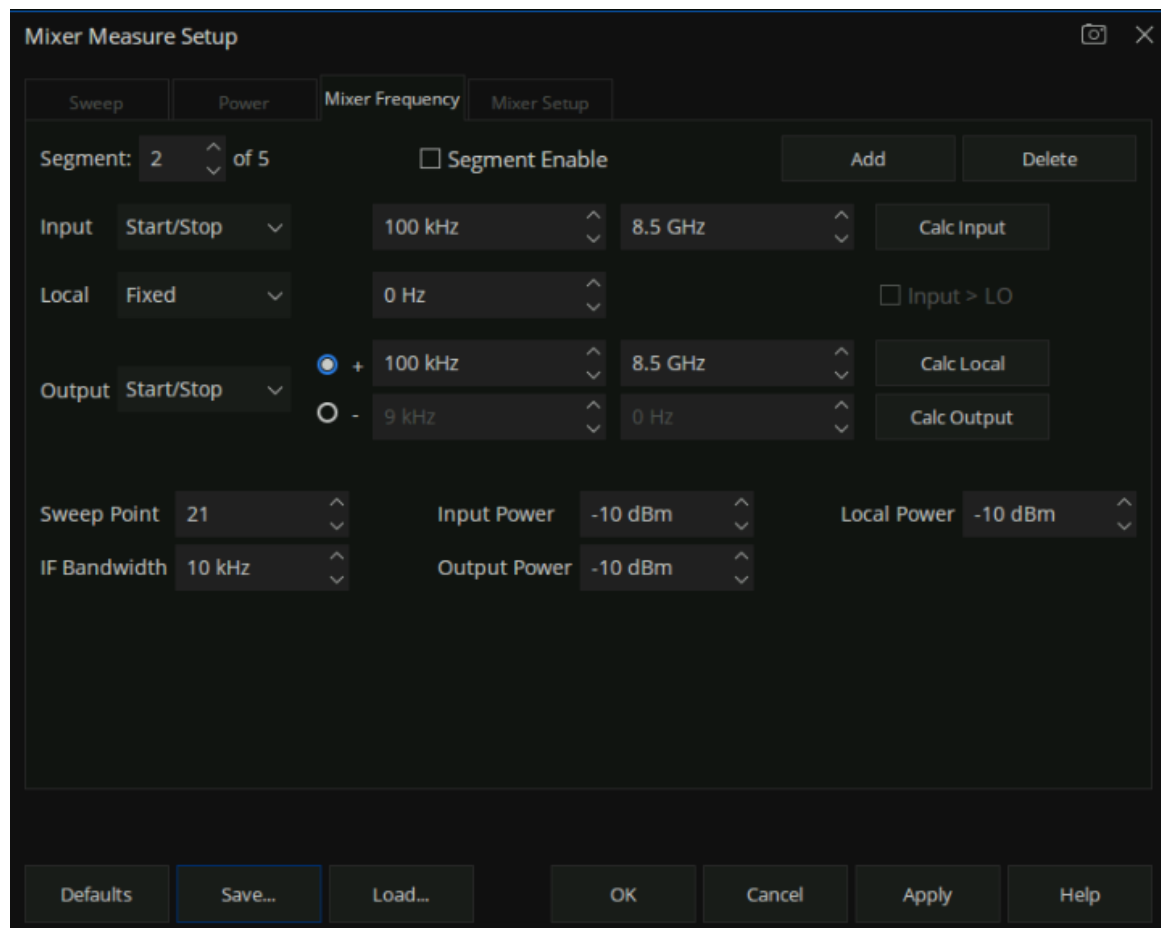 Mixer Measure Setup
Sweep Power Mixer Frequency Mixer Setup
Segment: 2 of 5 Segment Enable Add Delete
Input Start/Stop 100 kHz 8.5 GHz Calc Input
Local Fixed 0 Hz Input > LO
+ 100 kHz 8.5 GHz Calc Local
Output Start/Stop
- 9 kHz 0 Hz Calc Output
Sweep Point 21 Input Power -10 dBm Local Power -10 dBm
IF Bandwidth 10 kHz Output Power -10 dBm
Defaults Save... Load... OK Cancel Apply Help